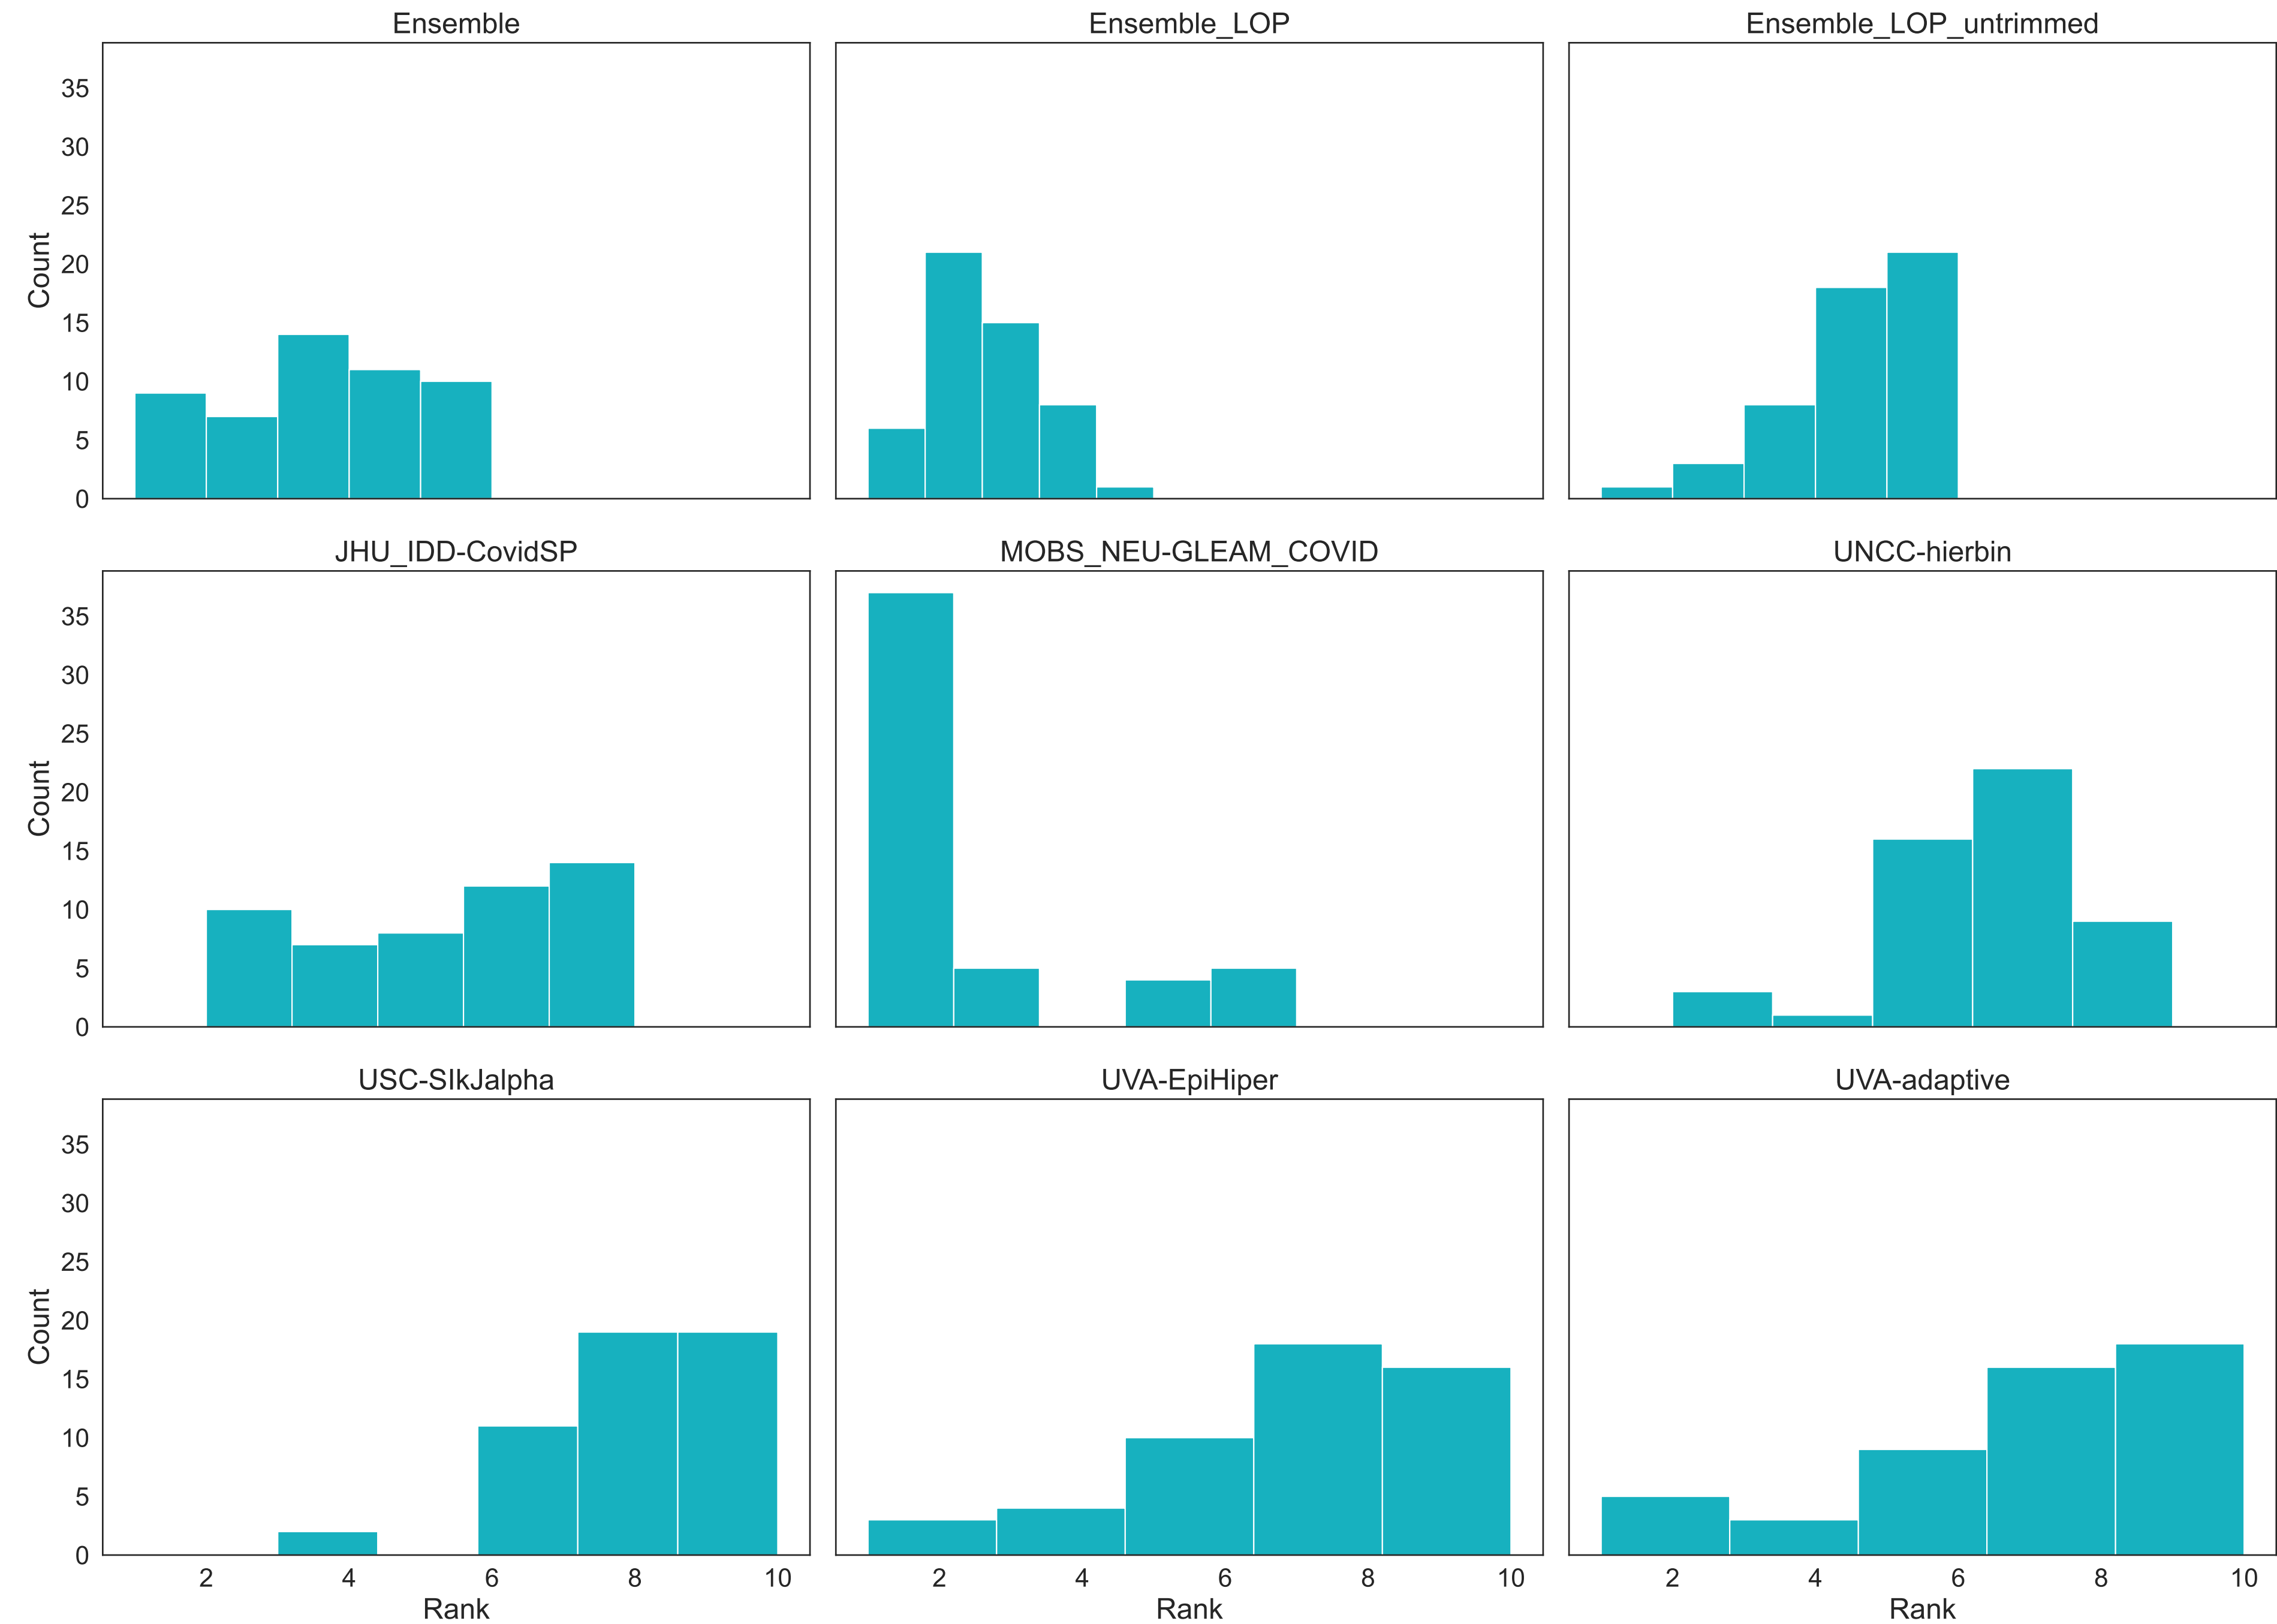 Ensemble
Ensemble_LOP
Ensemble_LOP_untrimmed
35
30
25
20
15
10
5
0
Count
JHU_IDD-CovidSP
MOBS_NEU-GLEAM_COVID
UNCC-hierbin
35
30
25
20
15
10
5
0
Count
USC-SIkJalpha
UVA-EpiHiper
UVA-adaptive
35
30
25
20
15
10
5
0
Count
2 4 6 8 10
2 4 6 8 10
2 4 6 8 10
Rank
Rank
Rank